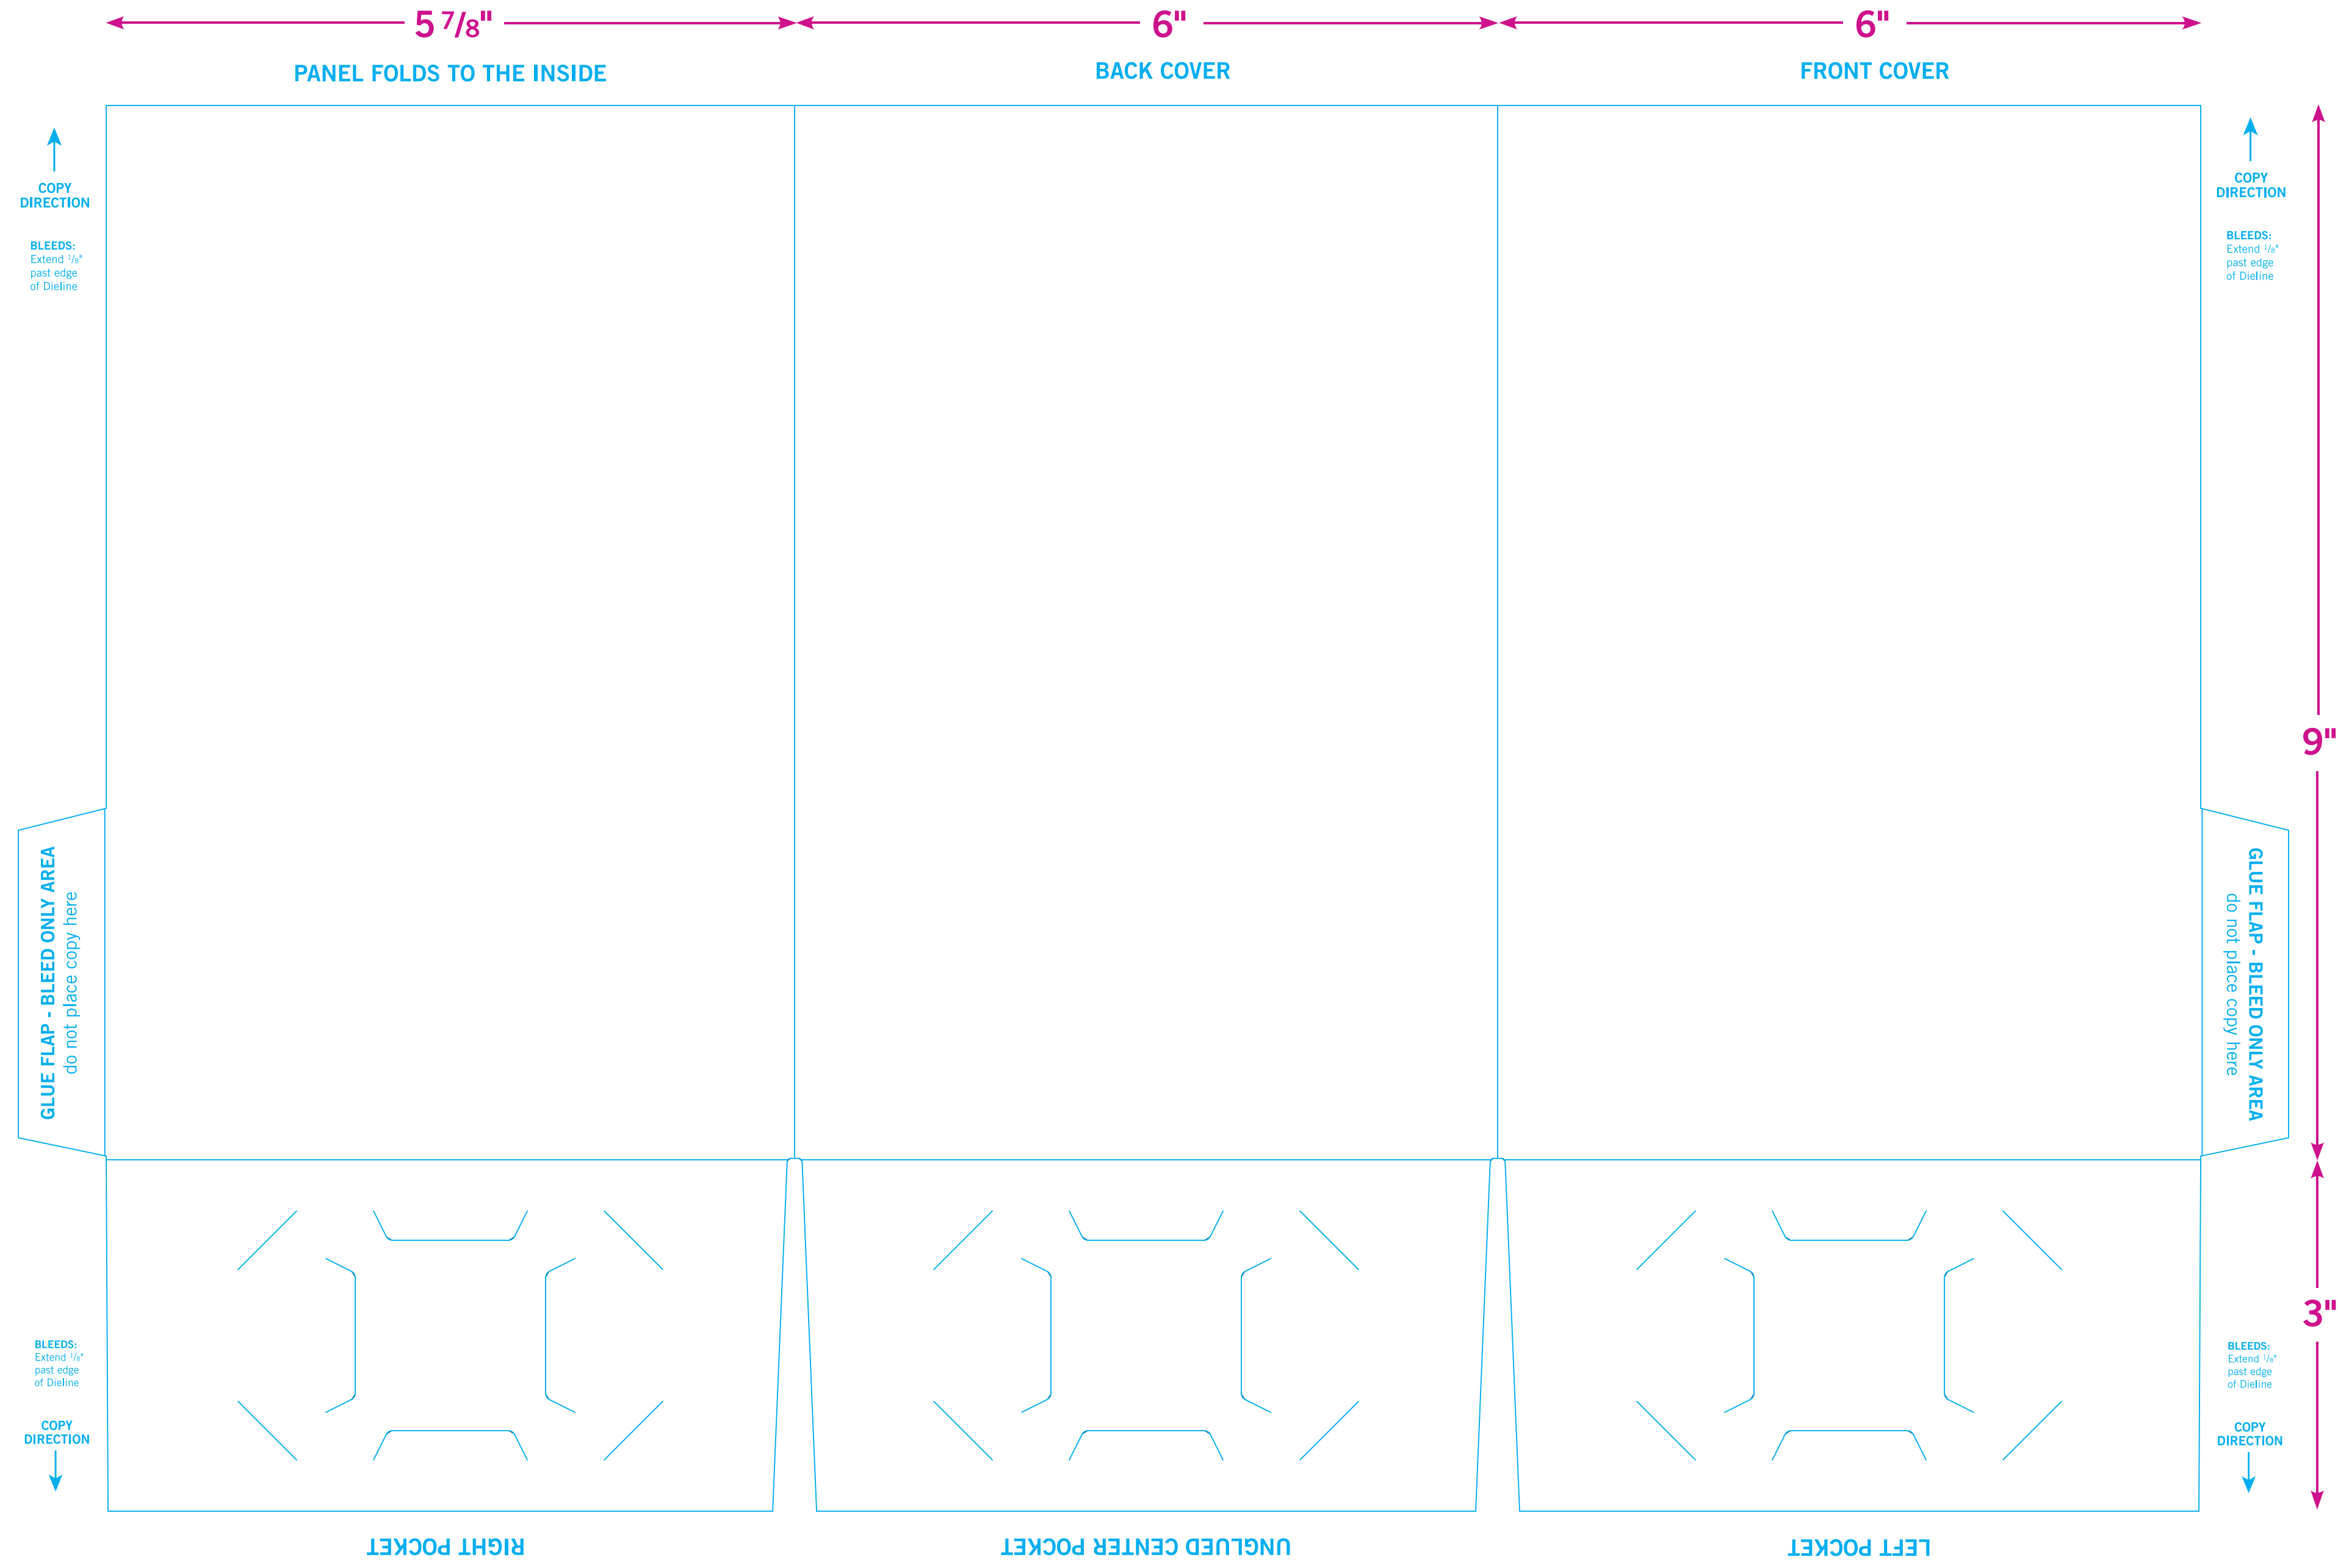 5 7/8" 6" 6"
PANEL FOLDS TO THE INSIDE
BACK COVER
FRONT COVER
COPY
DIRECTION
BLEEDS:
Extend 1/8"
past edge
of Dieline
COPY
DIRECTION
BLEEDS:
Extend 1/8"
past edge
of Dieline
9"
GLUE FLAP - BLEED ONLY AREA
do not place copy here
GLUE FLAP - BLEED ONLY AREA
do not place copy here
3"
BLEEDS:
Extend 1/8"
past edge
of Dieline
COPY
DIRECTION
BLEEDS:
Extend 1/8"
past edge
of Dieline
COPY
DIRECTION
RIGHT POCKET
UNGLUED CENTER POCKET
LEFT POCKET